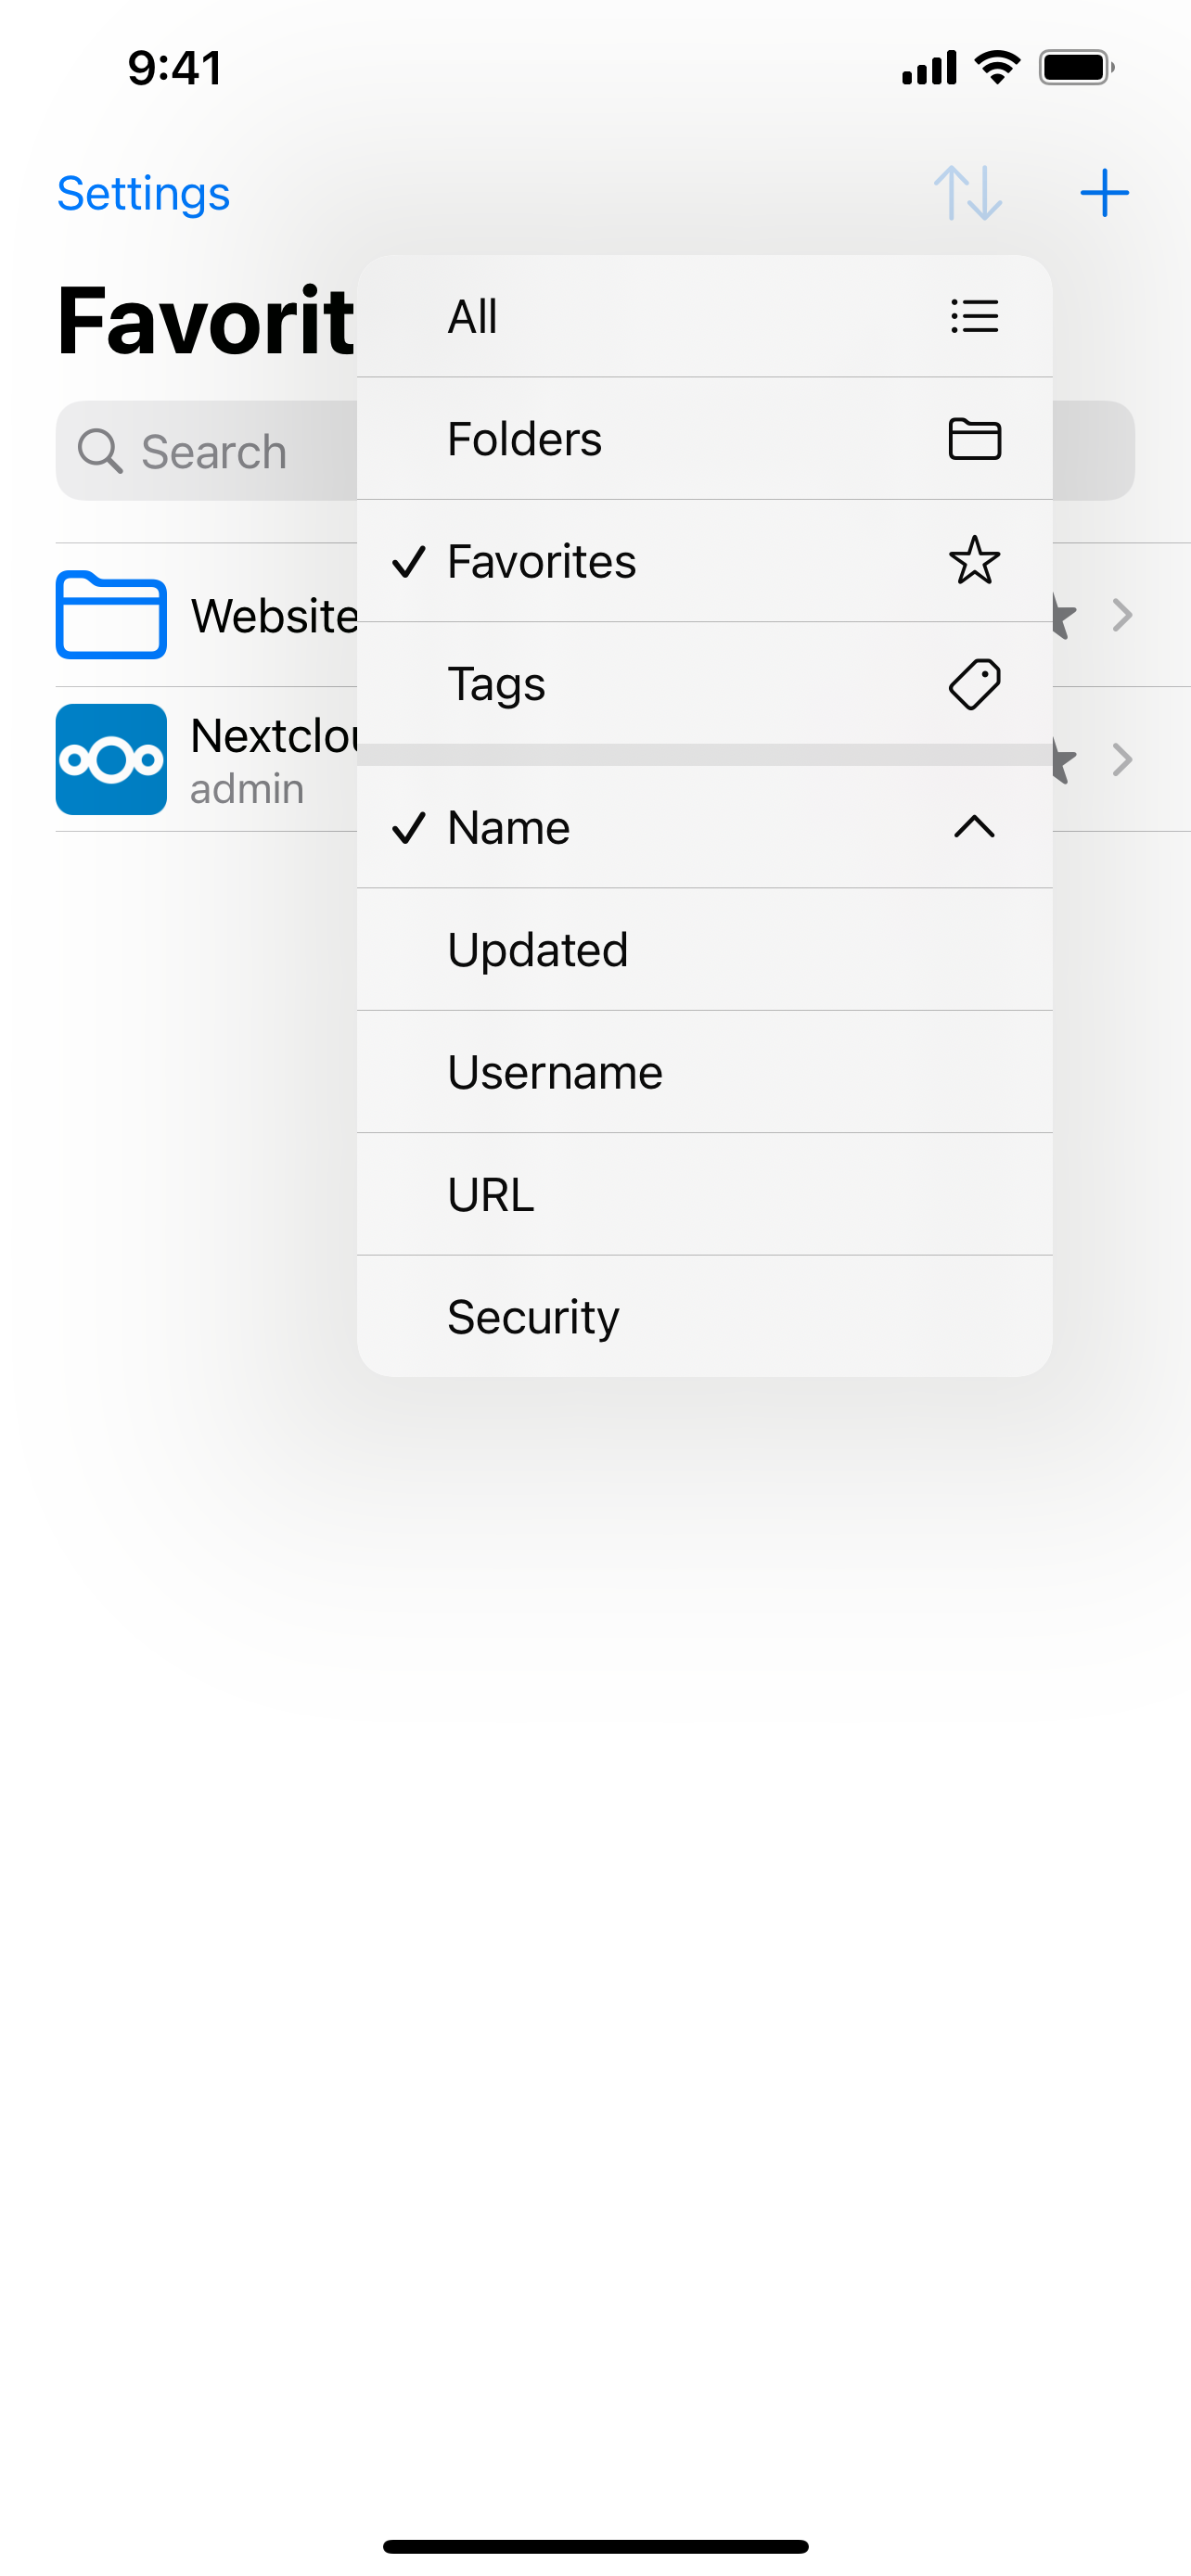 9:41
Settings
Favorit
All
Folders
Search
Favorites
Website
Tags
Nextclou
admin
Name
Updated
Username
URL
Security